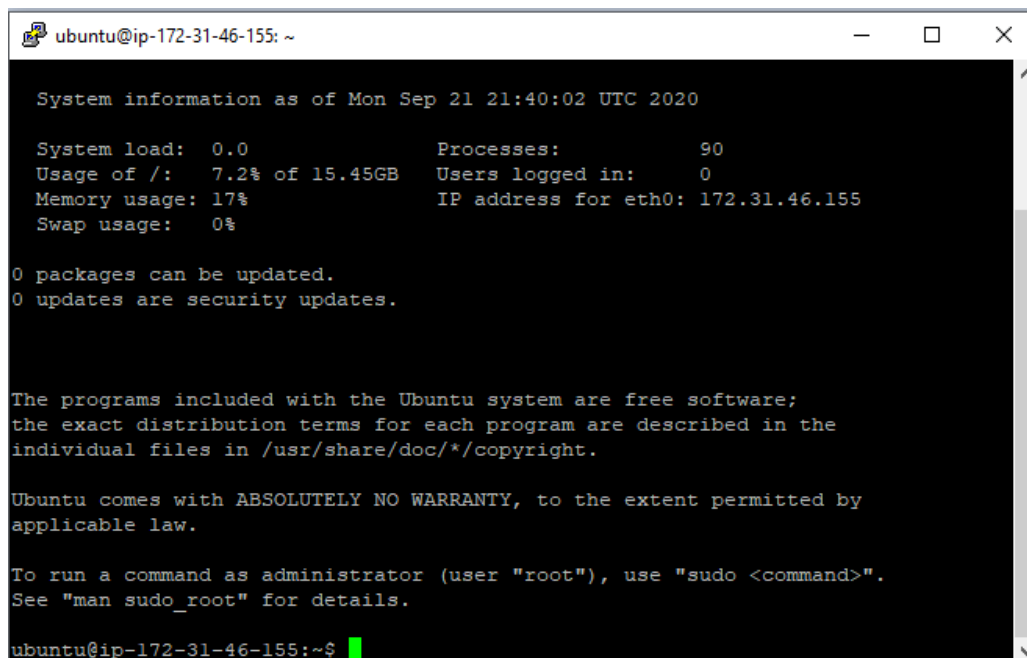 ubuntu@ip-172-31-46-155: ~
System information as of Mon Sep 21 21:40:02 UTC 2020
System load: 0.0 Processes: 90
Usage of /: 7.2% of 15.45GB Users logged in: 0
Memory usage: 17% IP address for eth0: 172.31.46.155
Swap usage: 0%
0 packages can be updated.
0 updates are security updates.
The programs included with the Ubuntu system are free software;
the exact distribution terms for each program are described in the
individual files in /usr/share/doc/*/copyright.
Ubuntu comes with ABSOLUTELY NO WARRANTY, to the extent permitted by
applicable law.
To run a command as administrator (user "root"), use "sudo <command>".
See "man sudo_root" for details.
ubuntu@ip-172-31-46-155:~$